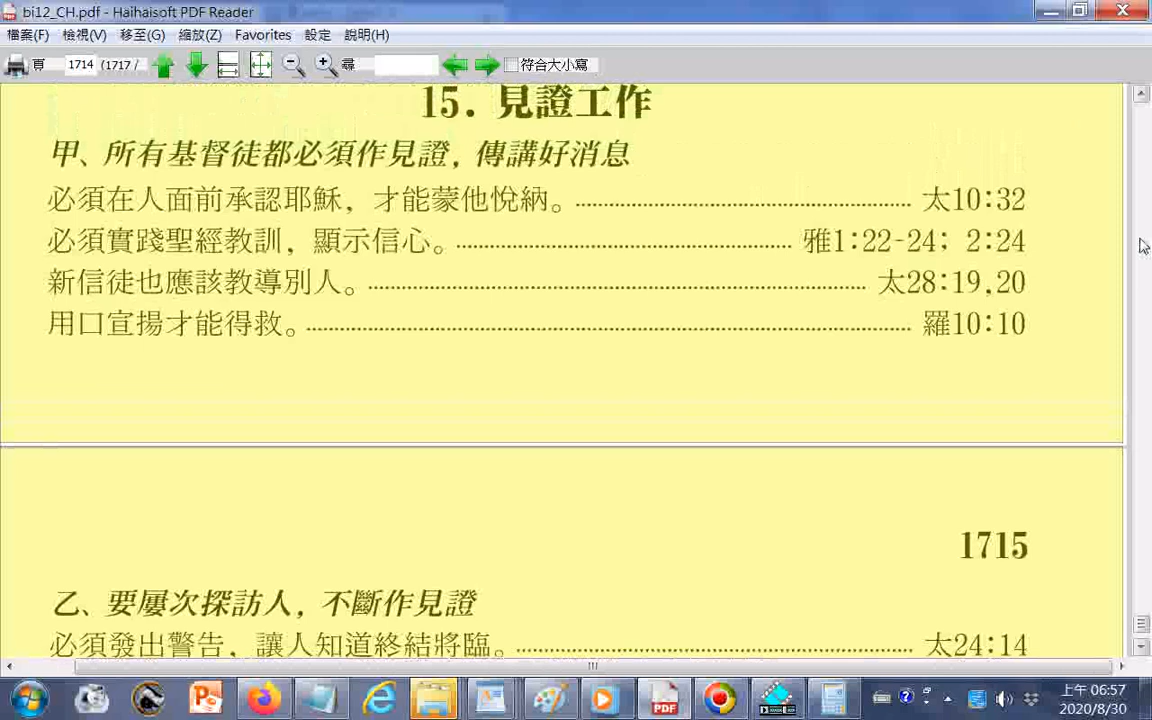 bi12_CH.pdf - Haihaisoft PDF Reader
檔案(F) 檢視(V) 移至(G) 縮放(Z) Favorites 設定 說明(H)
頁 1714 (1717 / 尋 符合大小寫
15. 見證工作
甲、所有基督徒都必須作見證，傳講好消息
必須在人面前承認耶穌，才能蒙他悅納。 太10:32
必須實踐聖經教訓，顯示信心。 雅1:22-24; 2:24
新信徒也應該教導別人。 太28:19,20
用口宣揚才能得救。 羅10:10
1715
乙、要屢次探訪人，不斷作見證
必須發出警告，讓人知道終結將臨。 太24:14
上午 06:57
2020/8/30